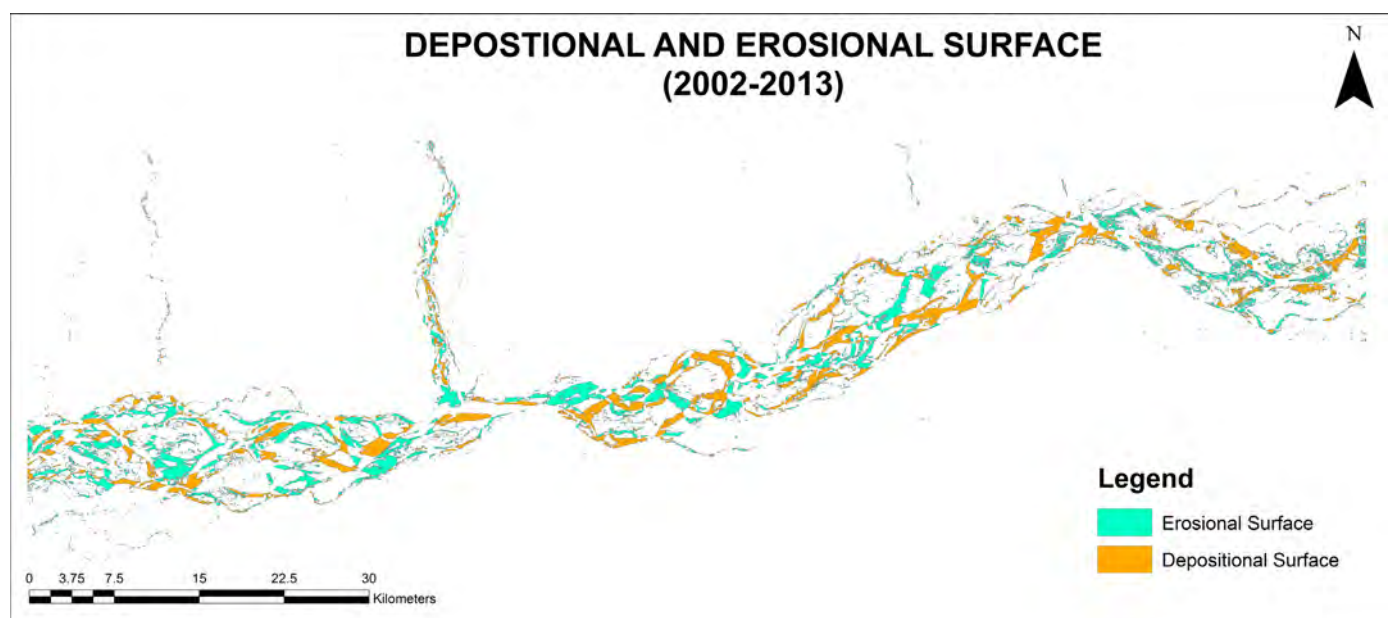 DEPOSTIONAL AND EROSIONAL SURFACE
(2002-2013)
N
Legend
Erosional Surface
Depositional Surface
0 3.75 7.5 15 22.5 30
Kilometers